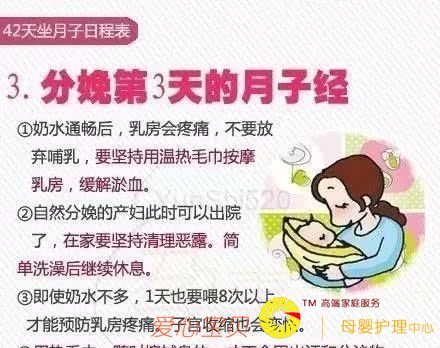 42天坐月子日程表
3. 分娩第3天的月子经
①奶水通畅后，乳房会疼痛，不要放
弃哺乳，要坚持用温热毛巾按摩
乳房，缓解淤血。
②自然分娩的产妇此时可以出院
了，在家要坚持清理恶露。简
单洗澡后继续休息。
③即使奶水不多，1天也要喂8次以上，
才能预防乳房疼痛。子宫收缩也会变
TM 高端家庭服务
母婴护理中心